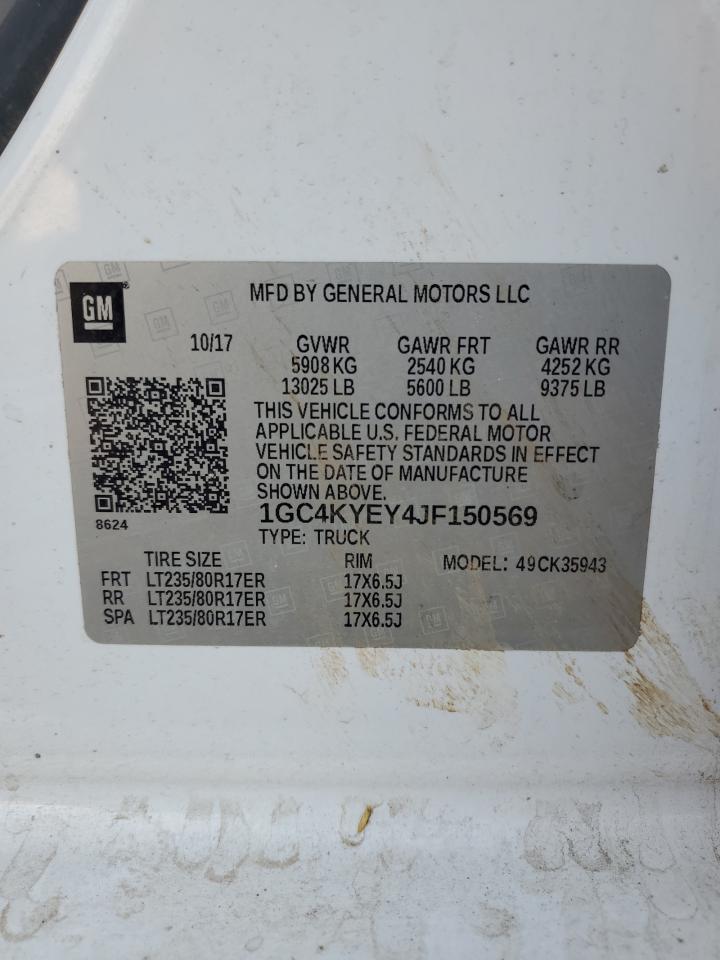 GM
MFD BY GENERAL MOTORS LLC
10/17 GVWR GAWR FRT GAWR RR
5908 KG 2540 KG 4252 KG
13025 LB 5600 LB 9375 LB
THIS VEHICLE CONFORMS TO ALL
APPLICABLE U.S. FEDERAL MOTOR
VEHICLE SAFETY STANDARDS IN EFFECT
ON THE DATE OF MANUFACTURE
SHOWN ABOVE.
8624 1GC4KYEY4JF150569
TYPE: TRUCK
TIRE SIZE RIM MODEL: 49CK35943
FRT LT235/80R17ER 17X6.5J
RR LT235/80R17ER 17X6.5J
SPA LT235/80R17ER 17X6.5J